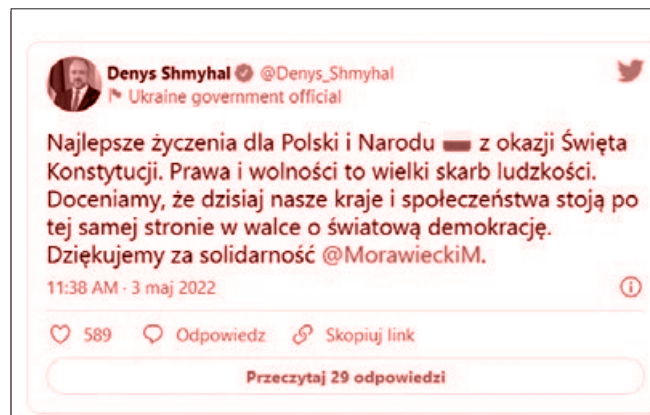 Denys Shmyhal @Denys_Shmyhal
Ukraine government official
Najlepsze życzenia dla Polski i Narodu z okazji Święta
Konstytucji. Prawa i wolności to wielki skarb ludzkości.
Doceniamy, że dzisiaj nasze kraje i społeczeństwa stoją po
tej samej stronie w walce o światową demokrację.
Dziękujemy za solidarność @MorawieckiM.
11:38 AM · 3 maj 2022
589 Odpowiedz Skopiuj link
Przeczytaj 29 odpowiedzi